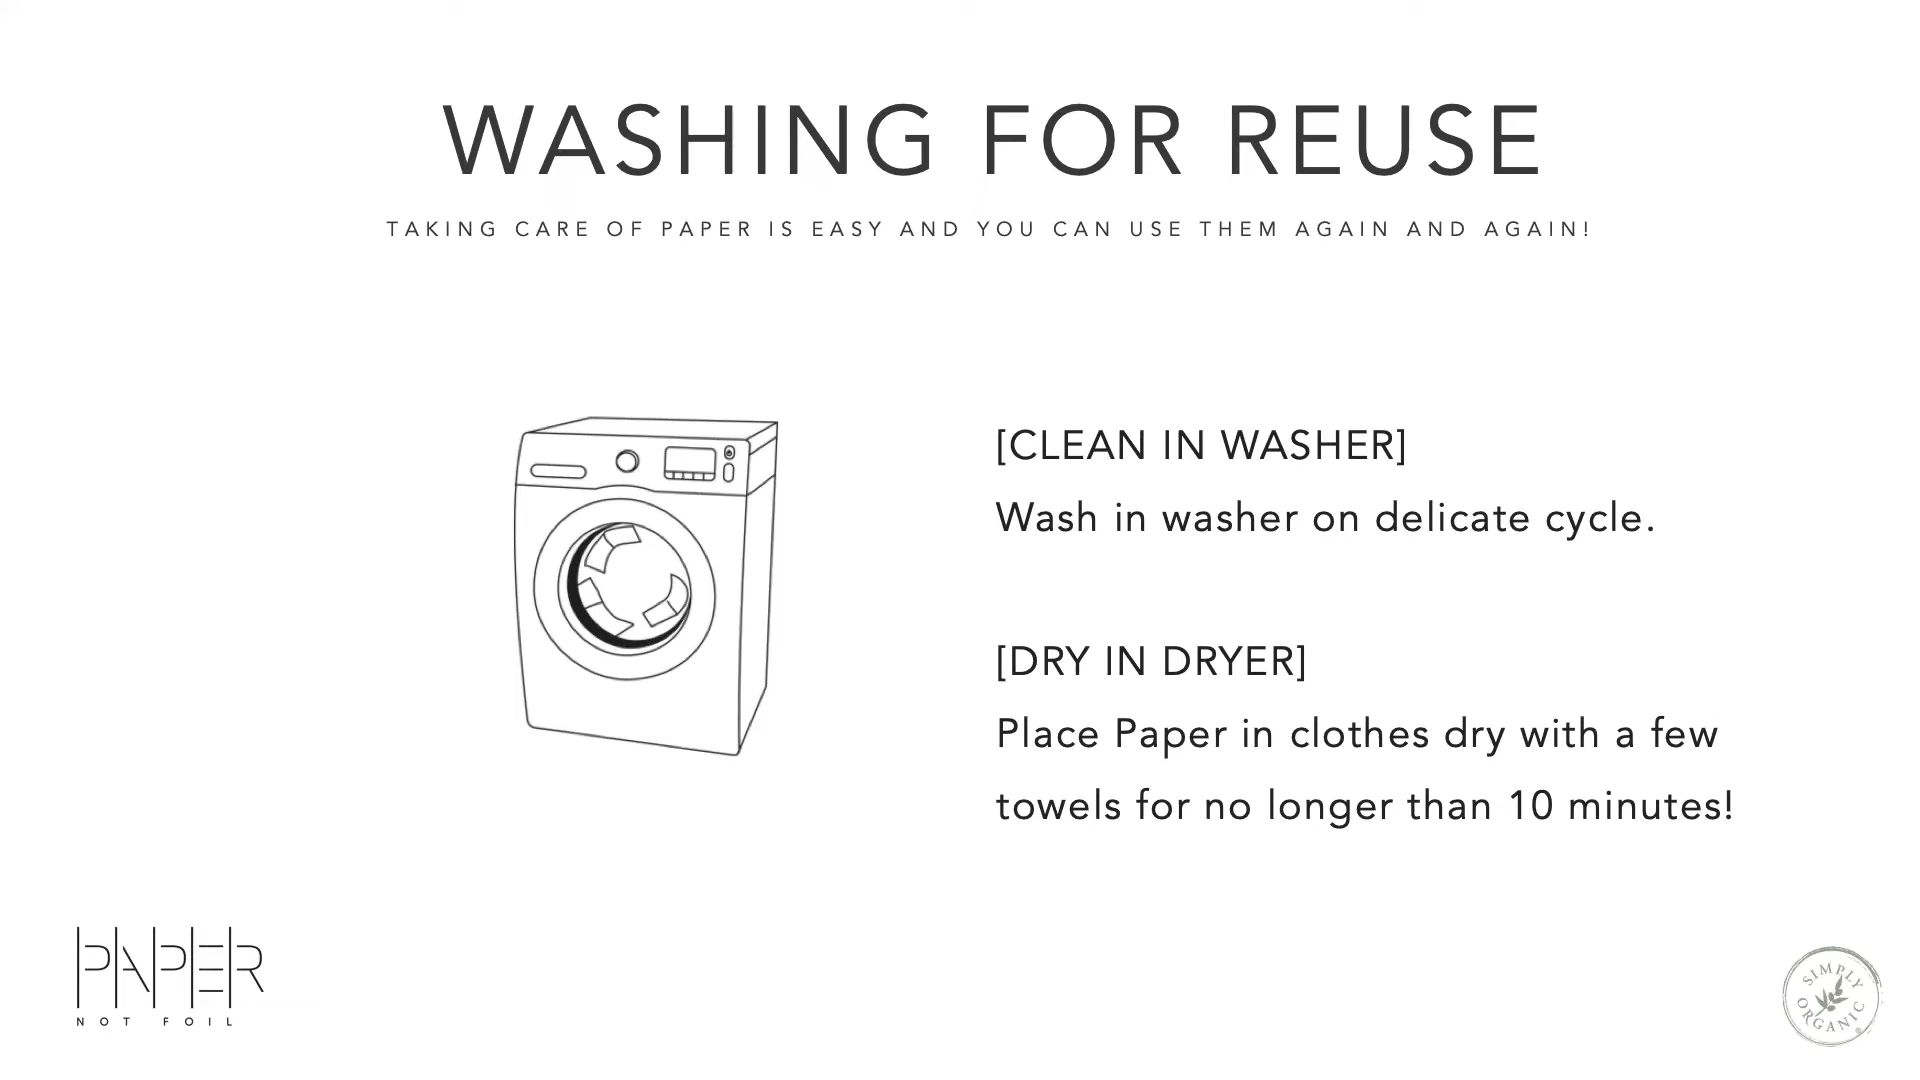 WASHING FOR REUSE
TAKING CARE OF PAPER IS EASY AND YOU CAN USE THEM AGAIN AND AGAIN!
[CLEAN IN WASHER]
Wash in washer on delicate cycle.
[DRY IN DRYER]
Place Paper in clothes dry with a few
towels for no longer than 10 minutes!
PAPER
NOT FOIL
SIMPLY
ORGANIC®